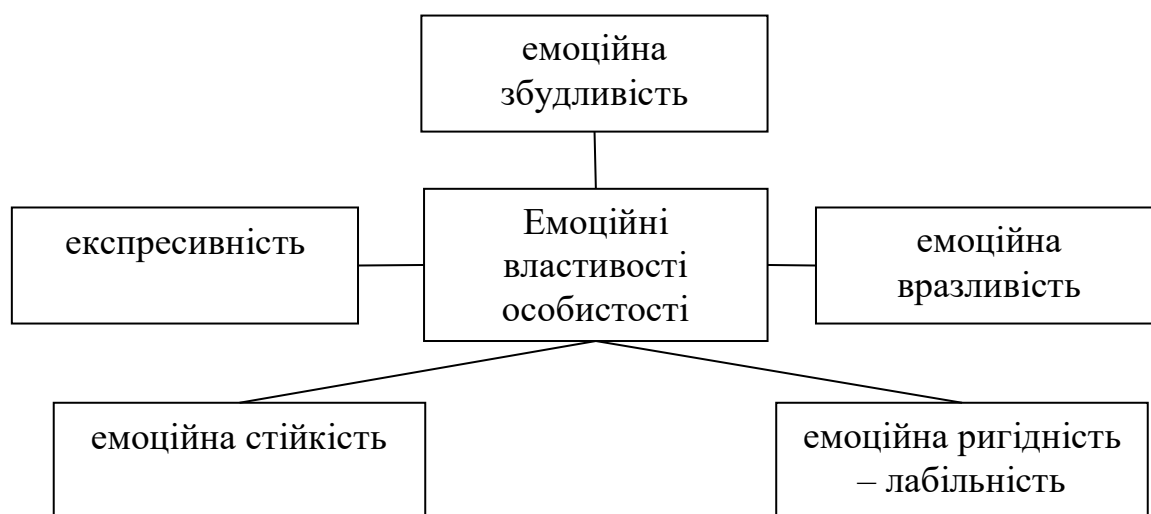 емоційна
збудливість
експресивність
Емоційні
властивості
особистості
емоційна
вразливість
емоційна стійкість
емоційна ригідність
– лабільність